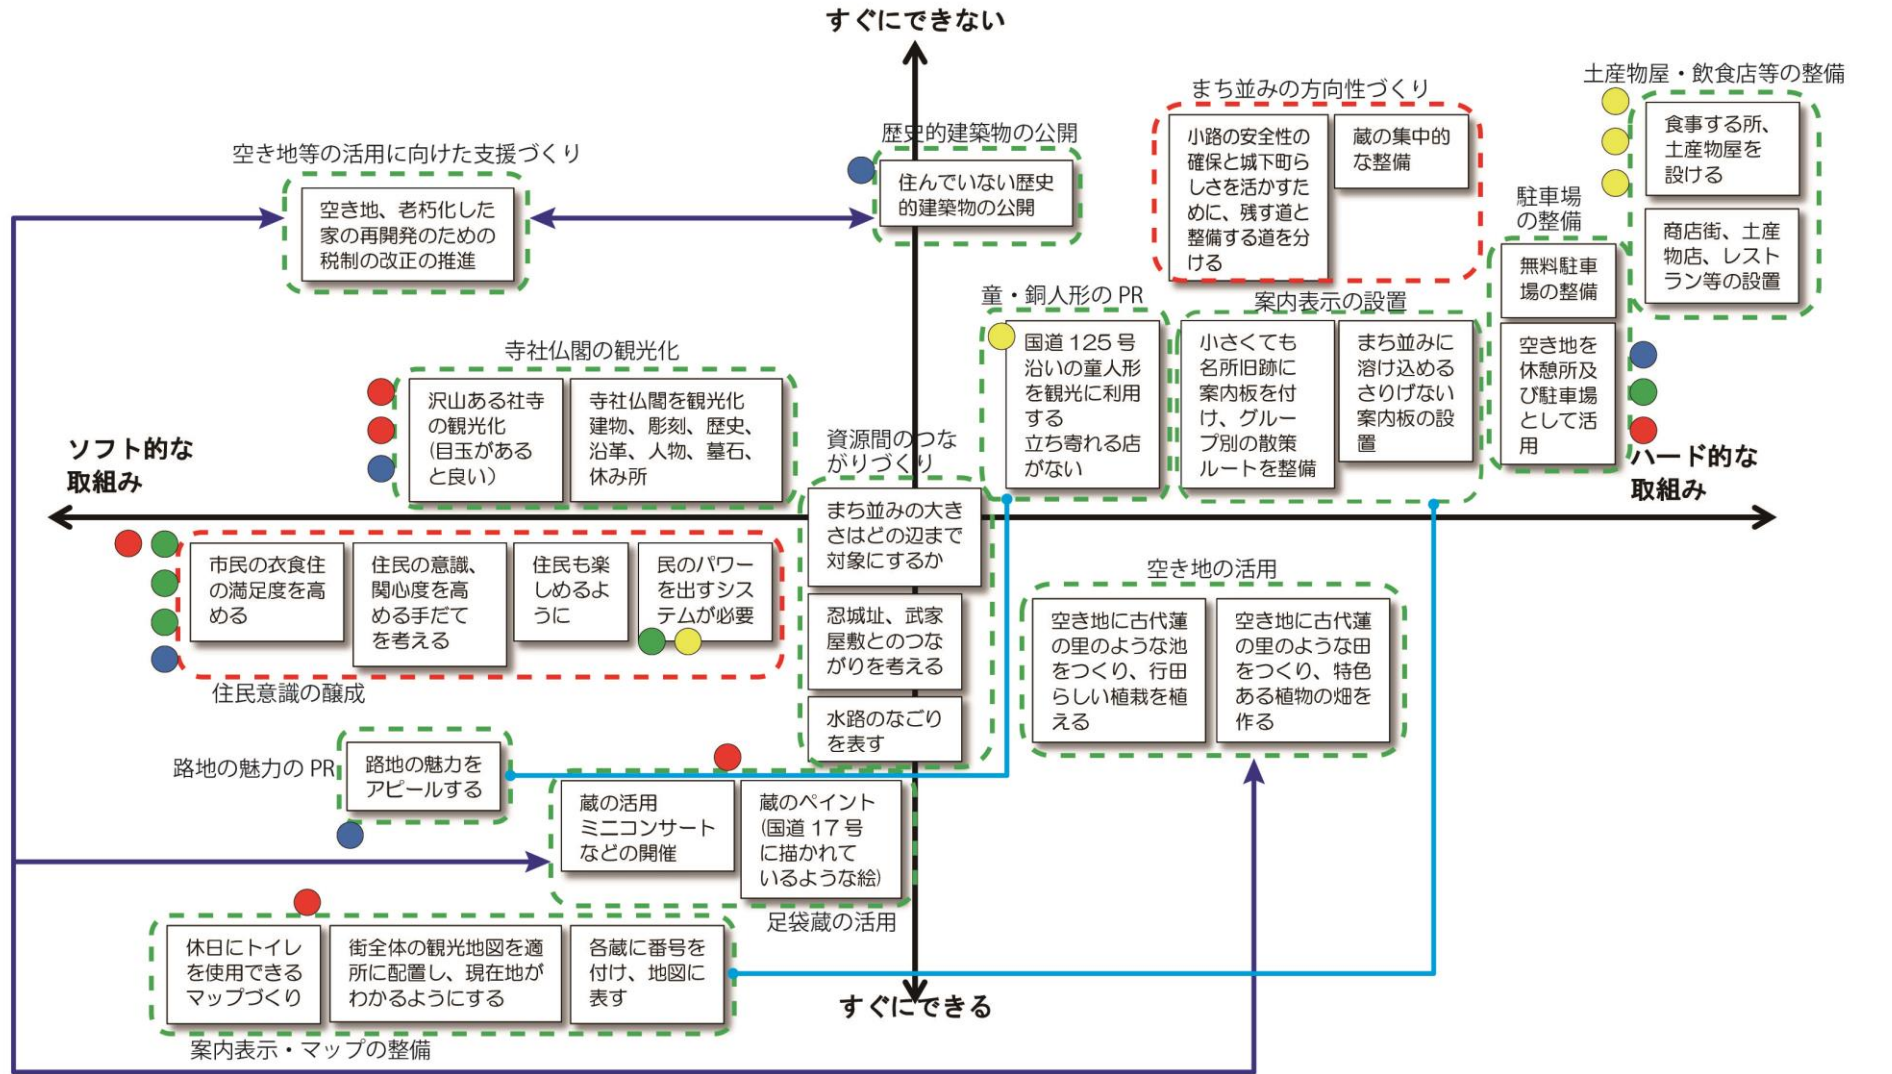 すぐにできない
土産物屋・飲食店等の整備
食事する所、
土産物屋を
設ける
商店街、土産
物店、レスト
ラン等の設置
まち並みの方向性づくり
小路の安全性の
確保と城下町ら
しさを活かすた
めに、残す道と
整備する道を分
ける
蔵の集中的
な整備
歴史的建築物の公開
住んでいない歴史
的建築物の公開
空き地等の活用に向けた支援づくり
空き地、老朽化した
家の再開発のための
税制の改正の推進
駐車場
の整備
無料駐車
場の整備
空き地を
休憩所及
び駐車場
として活
用
童・銅人形の PR
国道 125 号
沿いの童人形
を観光に利用
する
立ち寄れる店
がない
案内表示の設置
小さくても
名所旧跡に
案内板を付
け、グルー
プ別の散策
ルートを整備
まち並みに
溶け込める
さりげない
案内板の設
置
寺社仏閣の観光化
沢山ある社寺
の観光化
(目玉がある
と良い)
寺社仏閣を観光化
建物、彫刻、歴史、
沿革、人物、墓石、
休み所
ソフト的な
取組み
ハード的な
取組み
資源間のつな
がりづくり
まち並みの大き
さはどの辺まで
対象にするか
忍城址、武家
屋敷とのつな
がりを考える
水路のなごり
を表す
市民の衣食住
の満足度を高
める
住民の意識、
関心度を高
める手だて
を考える
住民も楽
しめるよ
うに
民のパワー
を出すシス
テムが必要
住民意識の醸成
空き地の活用
空き地に古代蓮
の里のような池
をつくり、行田
らしい植栽を植
える
空き地に古代蓮
の里のような田
をつくり、特色
ある植物の畑を
作る
路地の魅力の PR
路地の魅力を
アピールする
蔵の活用
ミニコンサート
などの開催
蔵のペイント
(国道 17 号
に描かれて
いるような絵)
足袋蔵の活用
休日にトイレ
を使用できる
マップづくり
街全体の観光地図を適
所に配置し、現在地が
わかるようにする
各蔵に番号を
付け、地図に
表す
案内表示・マップの整備
すぐにできる